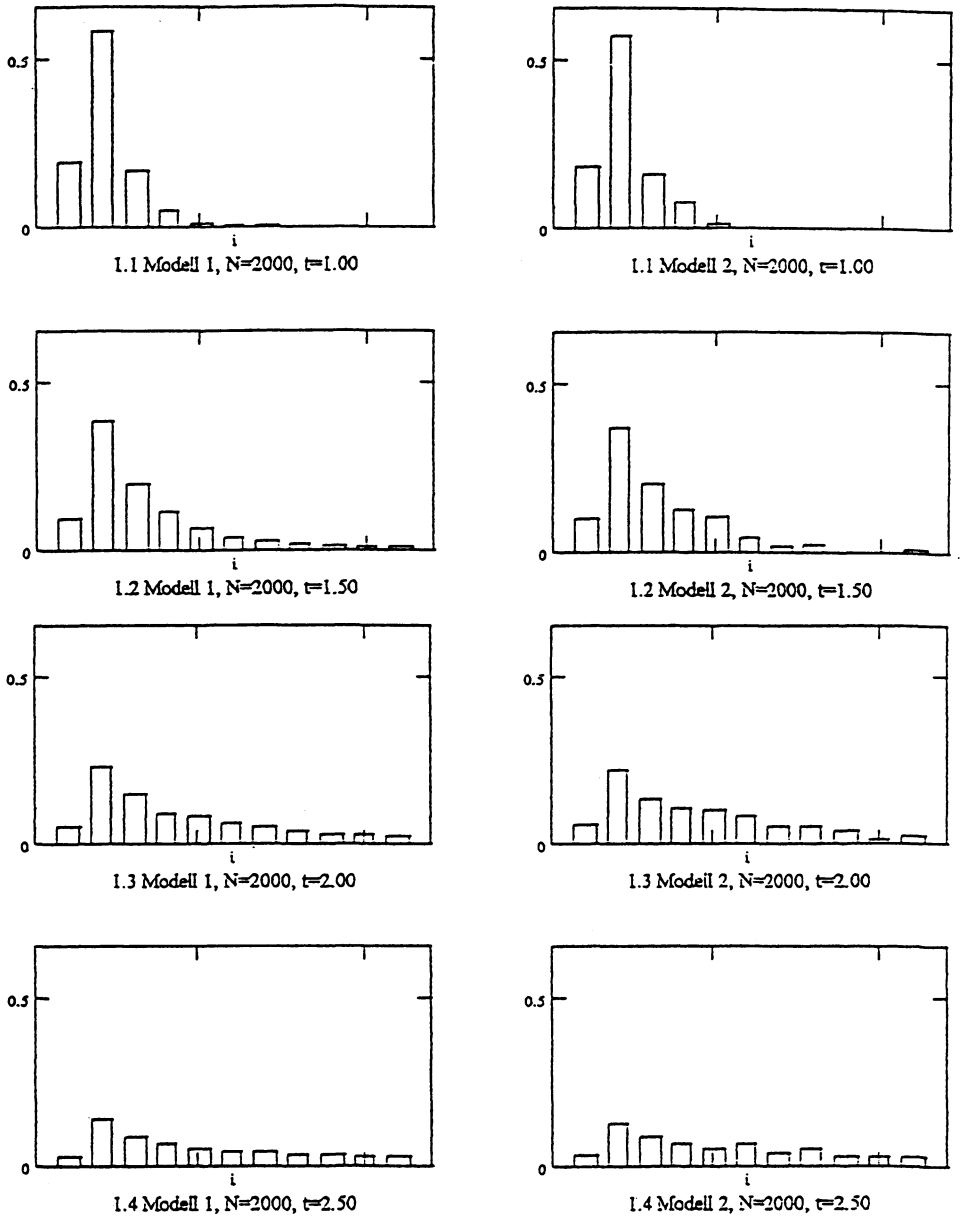 0.5
0
i
1.1 Modell 1, N=2000, t=1.00
0.5
0
i
1.1 Modell 2, N=2000, t=1.00
0.5
0
i
1.2 Modell 1, N=2000, t=1.50
0.5
0
i
1.2 Modell 2, N=2000, t=1.50
0.5
0
i
1.3 Modell 1, N=2000, t=2.00
0.5
0
i
1.3 Modell 2, N=2000, t=2.00
0.5
0
i
1.4 Modell 1, N=2000, t=2.50
0.5
0
i
1.4 Modell 2, N=2000, t=2.50